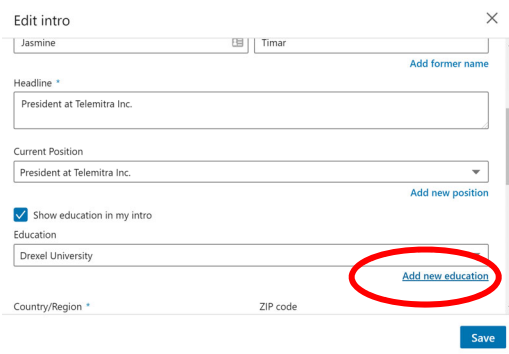 Edit intro
Jasmine Timar
Add former name
Headline *
President at Telemitra Inc.
Current Position
President at Telemitra Inc.
Add new position
Show education in my intro
Education
Drexel University
Add new education
Country/Region * ZIP code
Save